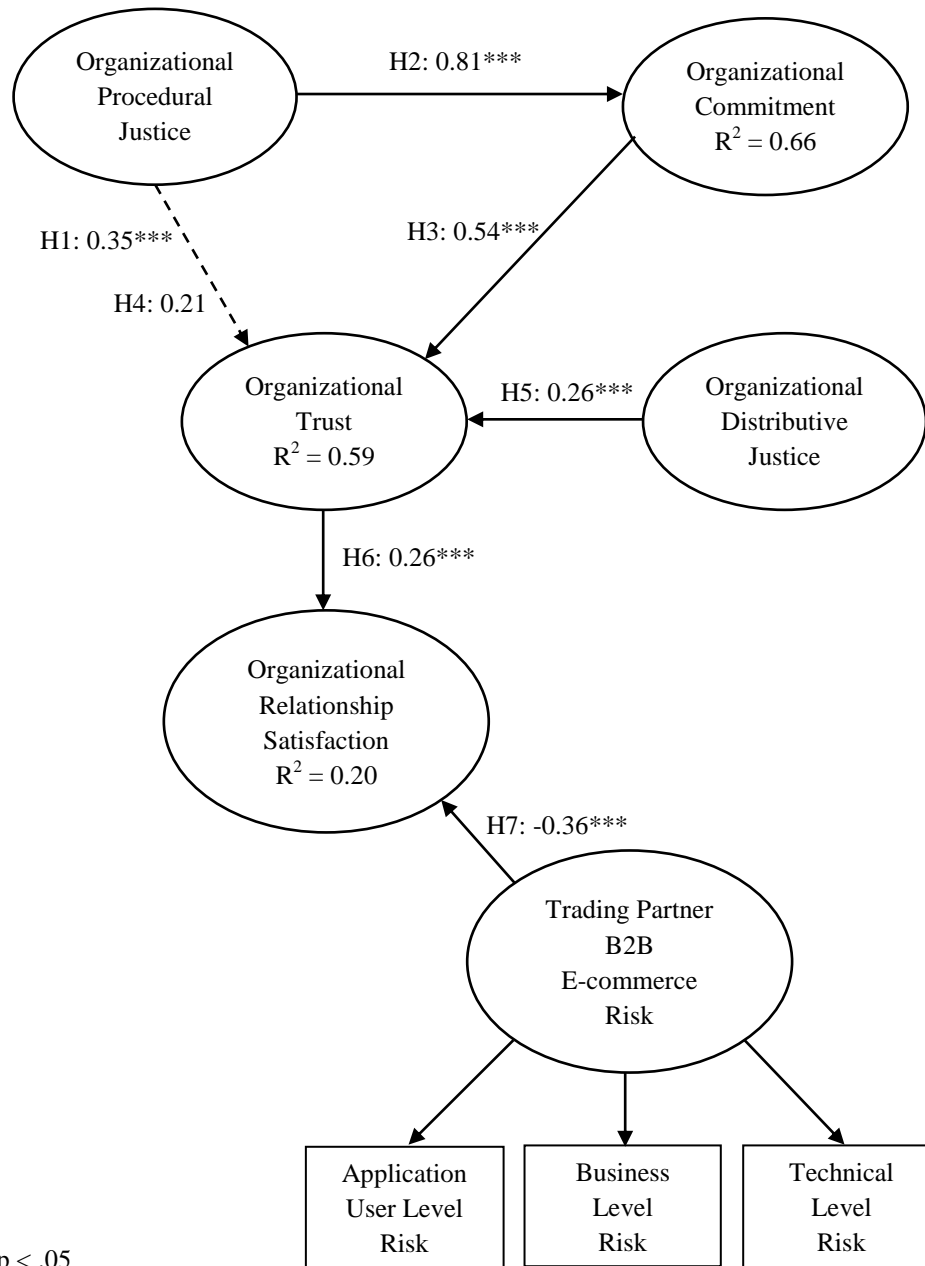 Organizational
Procedural
Justice
H2: 0.81***
Organizational
Commitment
R² = 0.66
H1: 0.35***
H4: 0.21
H3: 0.54***
Organizational
Trust
R² = 0.59
H5: 0.26***
Organizational
Distributive
Justice
H6: 0.26***
Organizational
Relationship
Satisfaction
R² = 0.20
H7: -0.36***
Trading Partner
B2B
E-commerce
Risk
Application
User Level
Risk
Business
Level
Risk
Technical
Level
Risk
p < .05